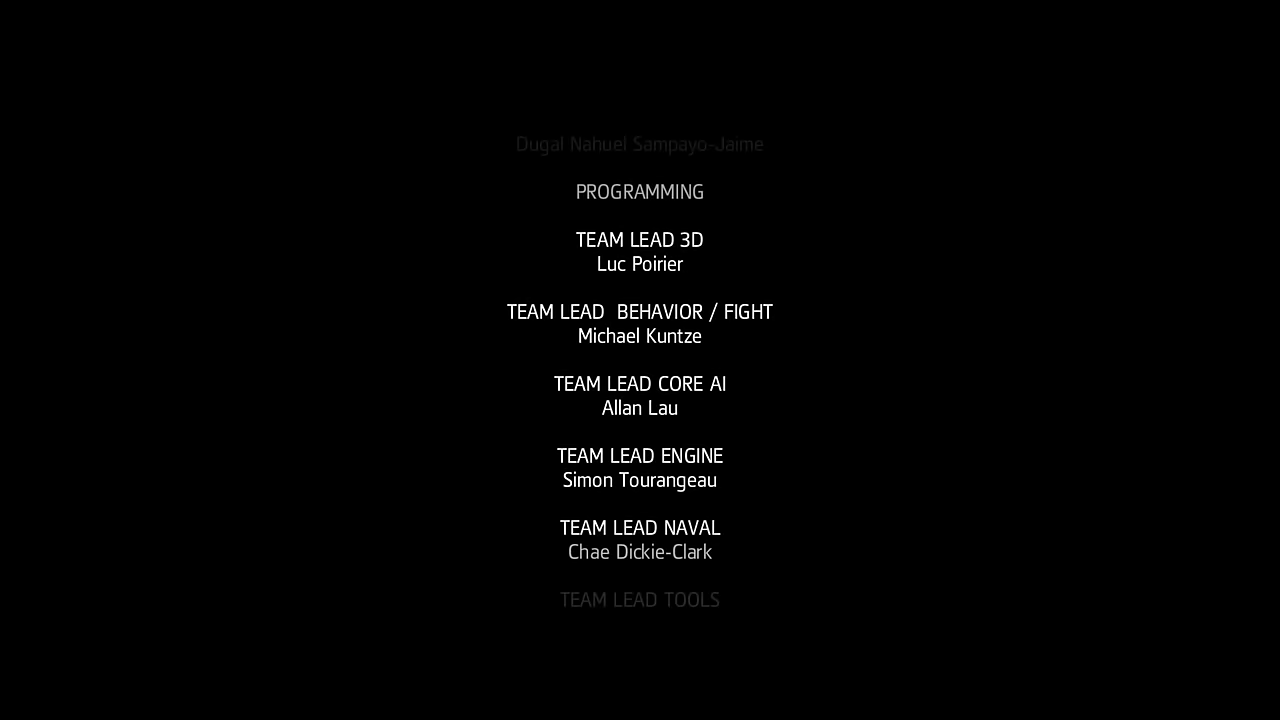 Dugal Nahuel Sampayo-Jaime
PROGRAMMING
TEAM LEAD 3D
Luc Poirier
TEAM LEAD  BEHAVIOR / FIGHT
Michael Kuntze
TEAM LEAD CORE AI
Allan Lau
TEAM LEAD ENGINE
Simon Tourangeau
TEAM LEAD NAVAL
Chae Dickie-Clark
TEAM LEAD TOOLS